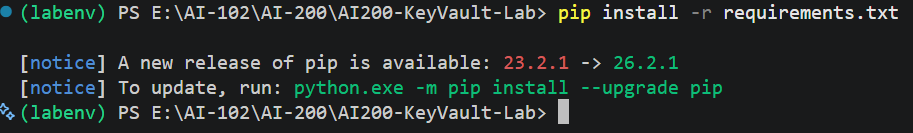 (labenv) PS E:\AI-102\AI-200\AI200-KeyVault-Lab> pip install -r requirements.txt
[notice] A new release of pip is available: 23.2.1 -> 26.2.1
[notice] To update, run: python.exe -m pip install --upgrade pip
(labenv) PS E:\AI-102\AI-200\AI200-KeyVault-Lab>